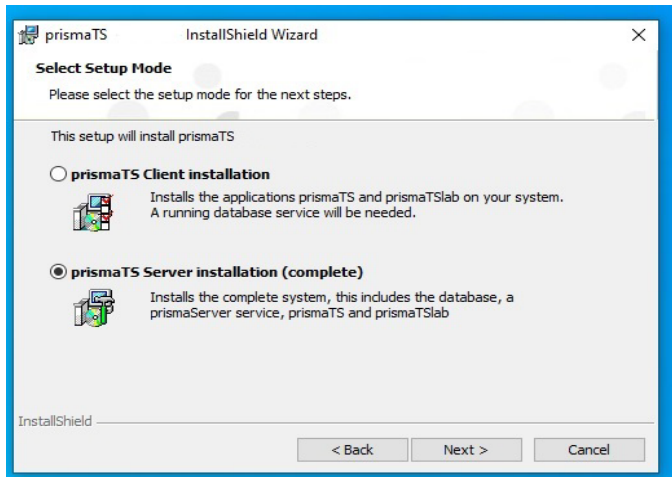 prismaTS InstallShield Wizard
Select Setup Mode
Please select the setup mode for the next steps.
This setup will install prismaTS
prismaTS Client installation
Installs the applications prismaTS and prismaTSlab on your system.
A running database service will be needed.
prismaTS Server installation (complete)
Installs the complete system, this includes the database, a
prismaServer service, prismaTS and prismaTSlab
InstallShield
< Back Next > Cancel